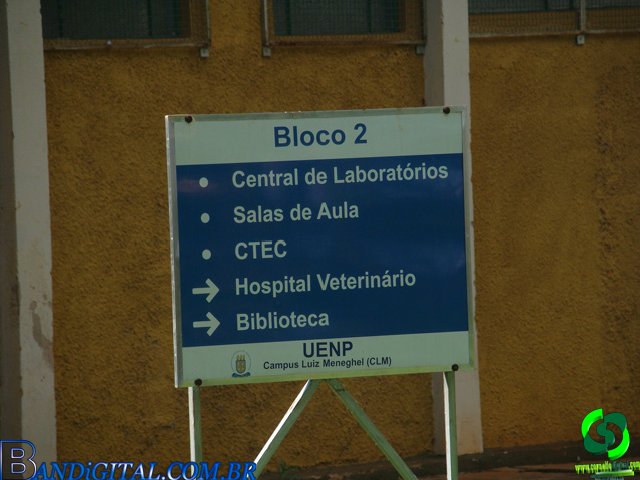 Bloco 2
• Central de Laboratórios
• Salas de Aula
• CTEC
→ Hospital Veterinário
→ Biblioteca
UENP
Campus Luiz Meneghel (CLM)
BANDiGITAL.COM.BR